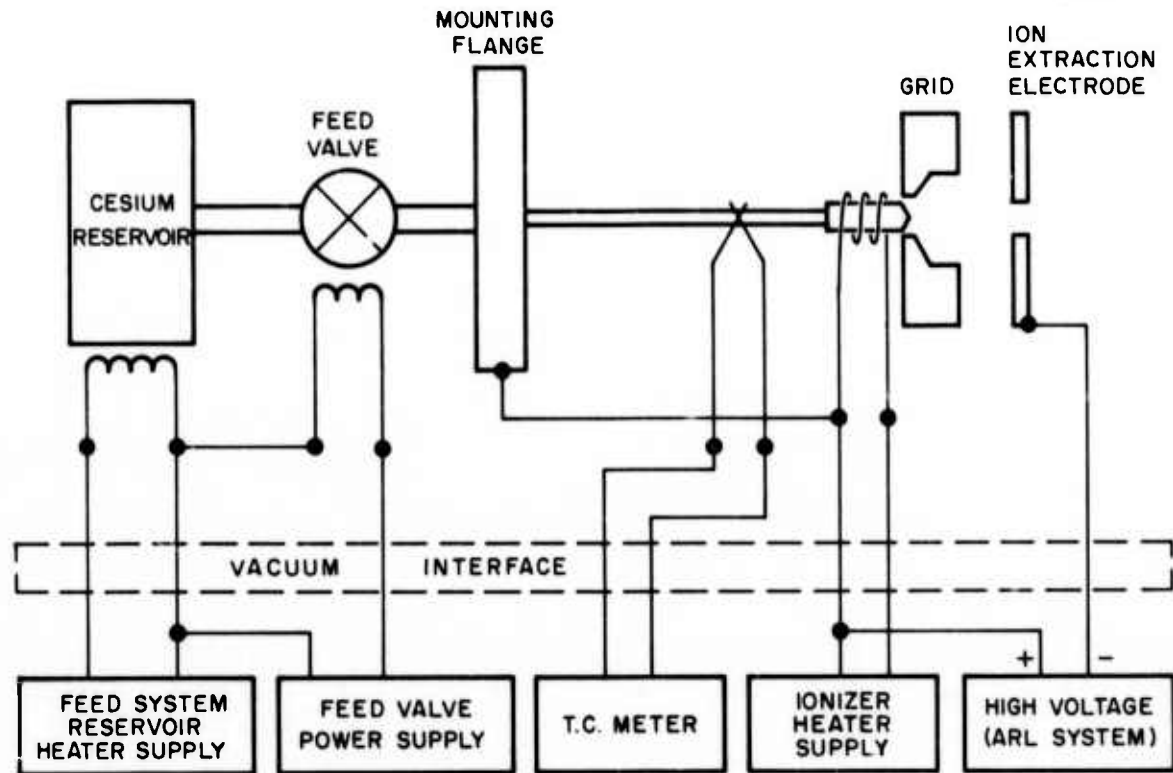 MOUNTING
FLANGE
ION
EXTRACTION
ELECTRODE
GRID
FEED
VALVE
CESIUM
RESERVOIR
VACUUM INTERFACE
+ −
FEED SYSTEM
RESERVOIR
HEATER SUPPLY
FEED VALVE
POWER SUPPLY
T.C. METER
IONIZER
HEATER
SUPPLY
HIGH VOLTAGE
(ARL SYSTEM)